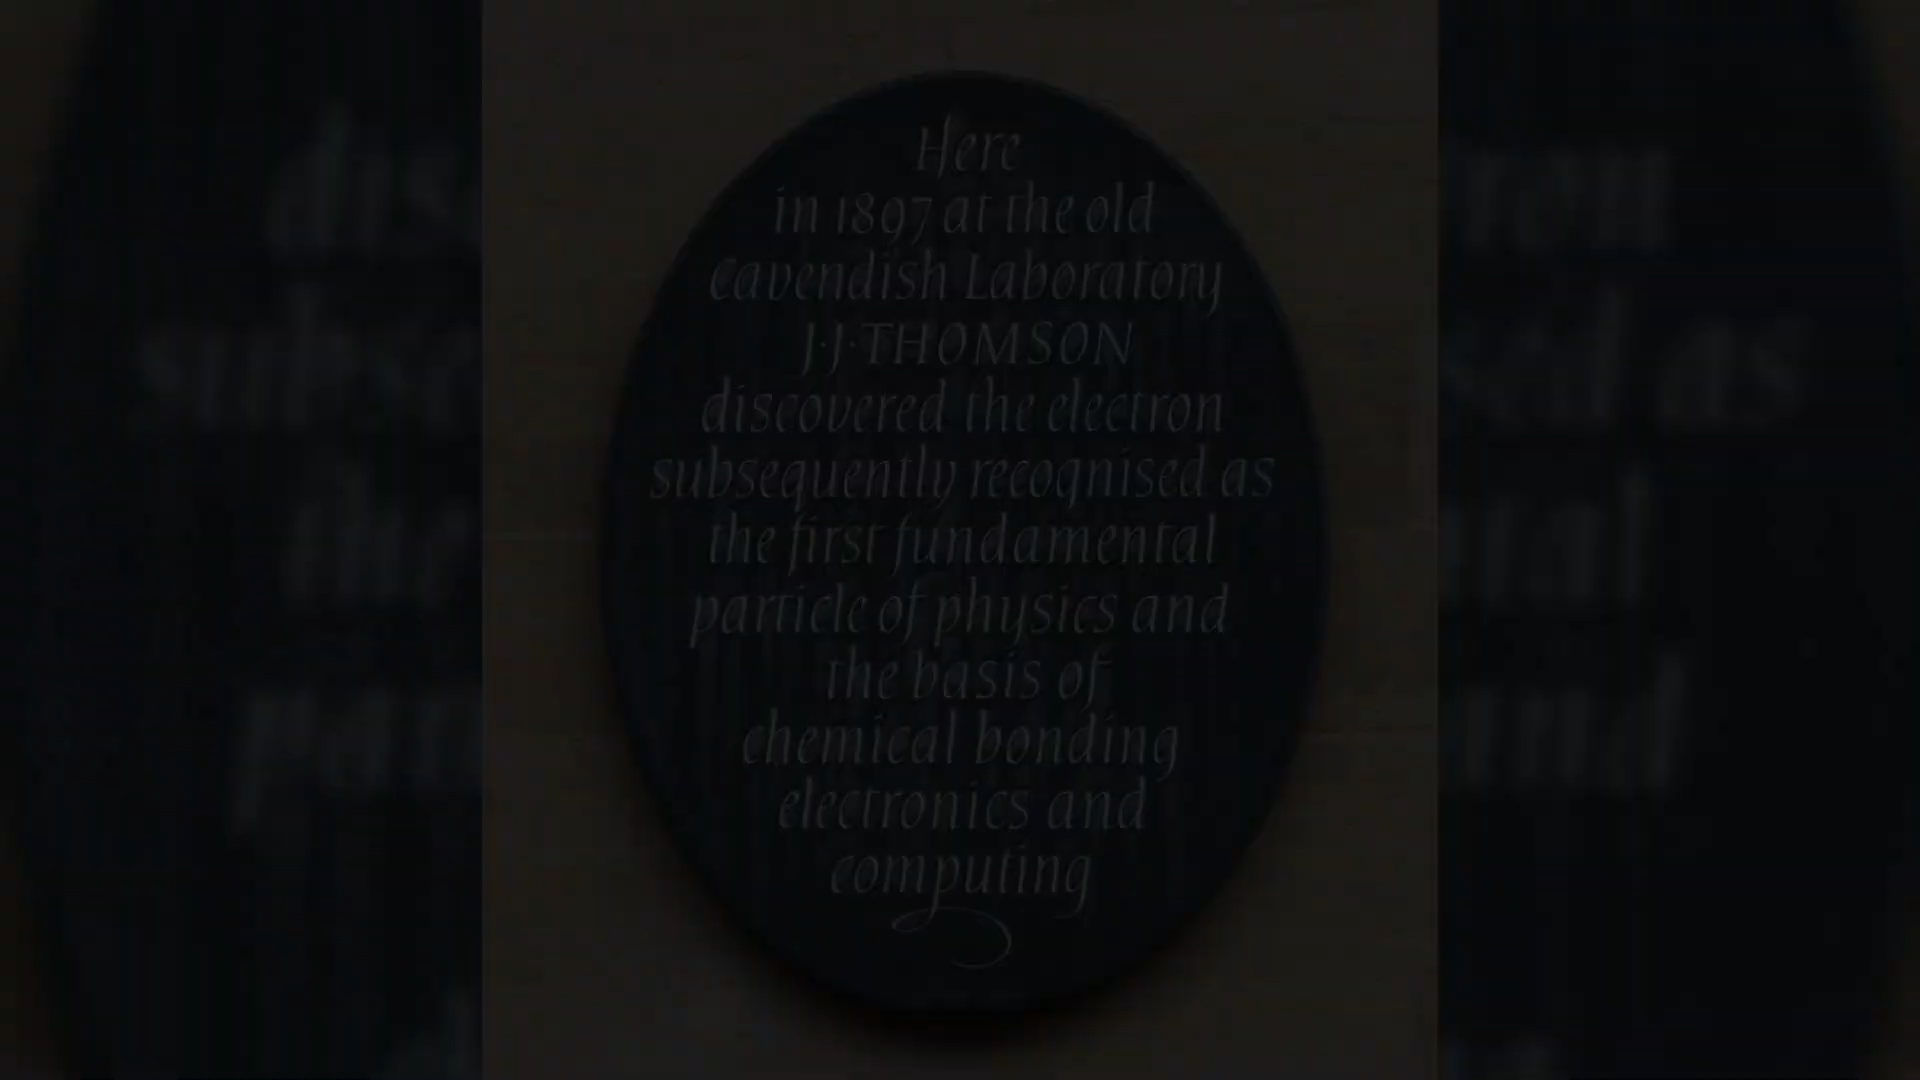 Here
in 1897 at the old
Cavendish Laboratory
J·J·THOMSON
discovered the electron
subsequently recognised as
the first fundamental
particle of physics and
the basis of
chemical bonding
electronics and
computing